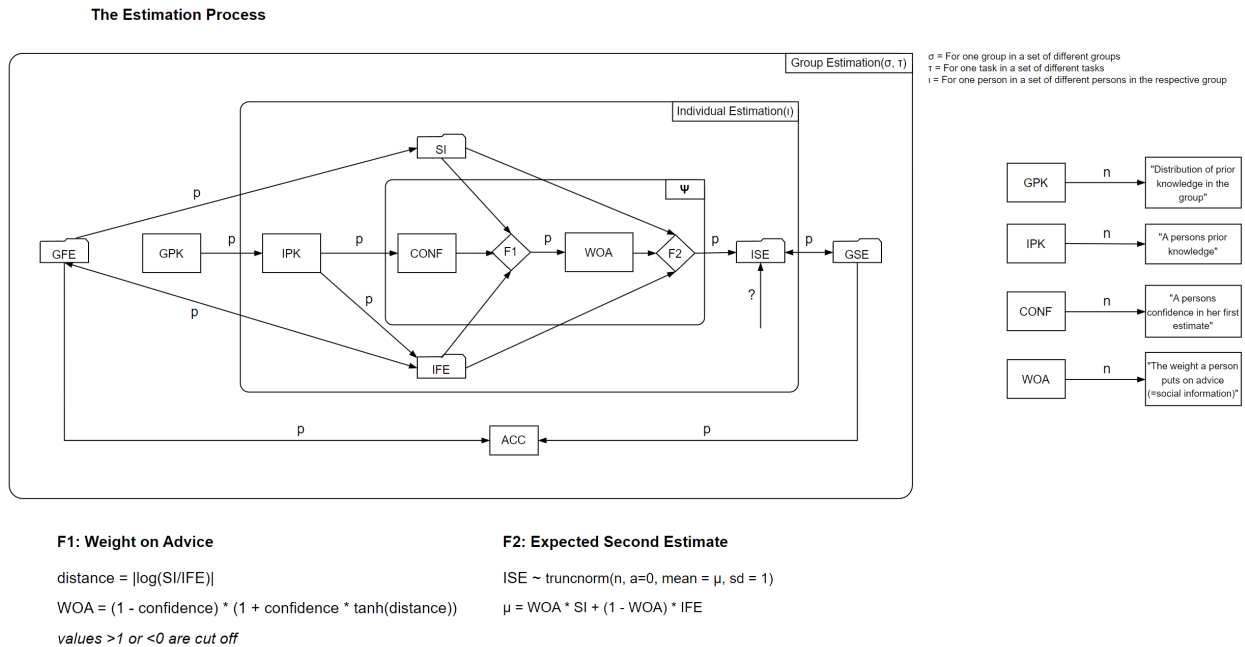 The Estimation Process
Group Estimation(σ, τ)
σ = For one group in a set of different groups
τ = For one task in a set of different tasks
ι = For one person in a set of different persons in the respective group
Individual Estimation(ι)
SI
Ψ
p
GFE
GPK
p
IPK
p
CONF
F1
p
WOA
F2
p
ISE
p
GSE
p
p
?
IFE
p
ACC
p
GPK
n
"Distribution of prior
knowledge in the
group"
IPK
n
"A persons prior
knowledge"
CONF
n
"A persons
confidence in her first
estimate"
WOA
n
"The weight a person
puts on advice
(=social information)"
F1: Weight on Advice
distance = |log(SI/IFE)|
WOA = (1 - confidence) * (1 + confidence * tanh(distance))
values >1 or <0 are cut off
F2: Expected Second Estimate
ISE ~ truncnorm(n, a=0, mean = μ, sd = 1)
μ = WOA * SI + (1 - WOA) * IFE